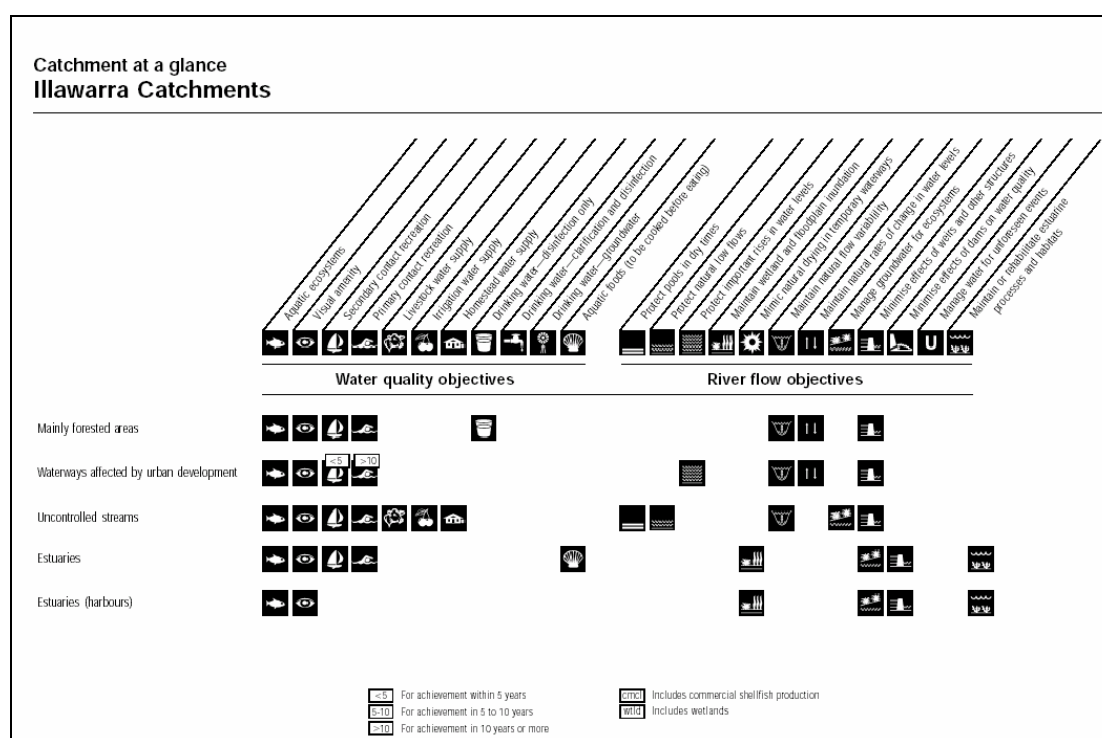 Catchment at a glance
Illawarra Catchments
Aquatic ecosystems
Visual amenity
Secondary contact recreation
Primary contact recreation
Livestock water supply
Irrigation water supply
Homestead water supply
Drinking water—disinfection only
Drinking water—clarification and disinfection
Drinking water—groundwater
Aquatic foods (to be cooked before eating)
Protect pools in dry times
Protect natural low flows
Protect important rises in water levels
Maintain wetland and floodplain inundation
Mimic natural drying in temporary waterways
Maintain natural flow variability
Maintain natural rates of change in water levels
Manage groundwater for ecosystems
Minimise effects of weirs and other structures
Minimise effects of dams on water quality
Manage water for unforeseen events
Maintain or rehabilitate estuarine
processes and habitats
U
Water quality objectives
River flow objectives
Mainly forested areas
<5
>10
Waterways affected by urban development
Uncontrolled streams
Estuaries
Estuaries (harbours)
<5 For achievement within 5 years
5-10 For achievement in 5 to 10 years
>10 For achievement in 10 years or more
cmcl Includes commercial shellfish production
wtld Includes wetlands